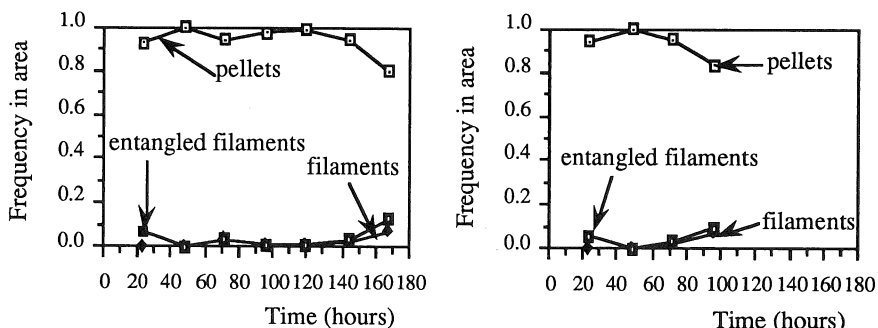 Frequency in area
1.0
0.8
0.6
0.4
0.2
0.0
pellets
entangled filaments
filaments
0 20 40 60 80 100 120 140 160 180
Time (hours)
Frequency in area
1.0
0.8
0.6
0.4
0.2
0.0
pellets
entangled filaments
filaments
0 20 40 60 80 100 120 140 160 180
Time (hours)